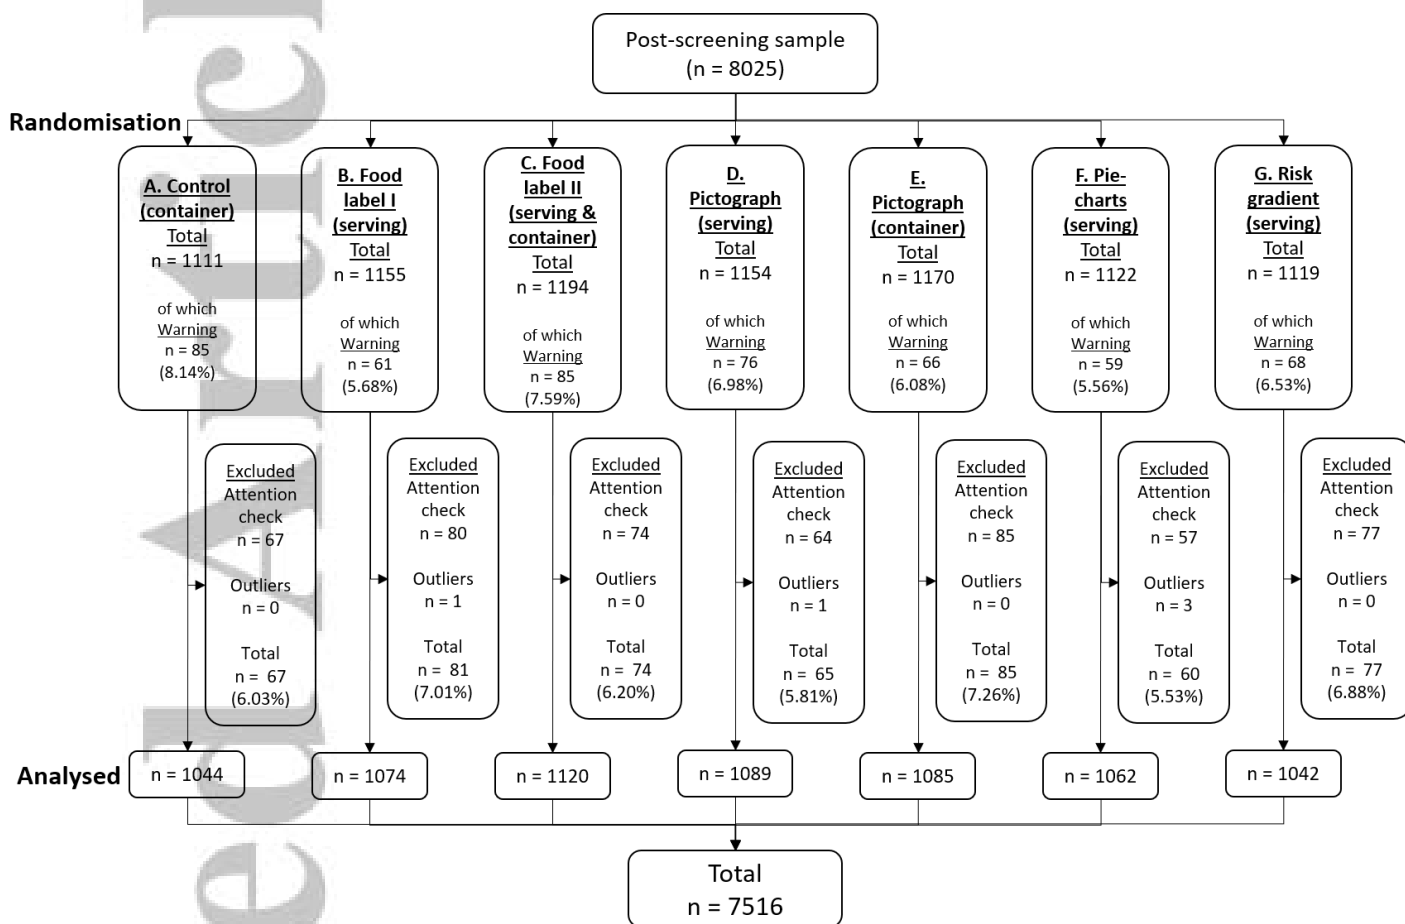 Post-screening sample
(n = 8025)
Randomisation
A. Control
(container)
Total
n = 1111
of which
Warning
n = 85
(8.14%)
B. Food
label I
(serving)
Total
n = 1155
of which
Warning
n = 61
(5.68%)
C. Food
label II
(serving &
container)
Total
n = 1194
of which
Warning
n = 85
(7.59%)
D.
Pictograph
(serving)
Total
n = 1154
of which
Warning
n = 76
(6.98%)
E.
Pictograph
(container)
Total
n = 1170
of which
Warning
n = 66
(6.08%)
F. Pie-
charts
(serving)
Total
n = 1122
of which
Warning
n = 59
(5.56%)
G. Risk
gradient
(serving)
Total
n = 1119
of which
Warning
n = 68
(6.53%)
Excluded
Attention
check
n = 67
Outliers
n = 0
Total
n = 67
(6.03%)
Excluded
Attention
check
n = 80
Outliers
n = 1
Total
n = 81
(7.01%)
Excluded
Attention
check
n = 74
Outliers
n = 0
Total
n = 74
(6.20%)
Excluded
Attention
check
n = 64
Outliers
n = 1
Total
n = 65
(5.81%)
Excluded
Attention
check
n = 85
Outliers
n = 0
Total
n = 85
(7.26%)
Excluded
Attention
check
n = 57
Outliers
n = 3
Total
n = 60
(5.53%)
Excluded
Attention
check
n = 77
Outliers
n = 0
Total
n = 77
(6.88%)
Analysed
n = 1044
n = 1074
n = 1120
n = 1089
n = 1085
n = 1062
n = 1042
Total
n = 7516